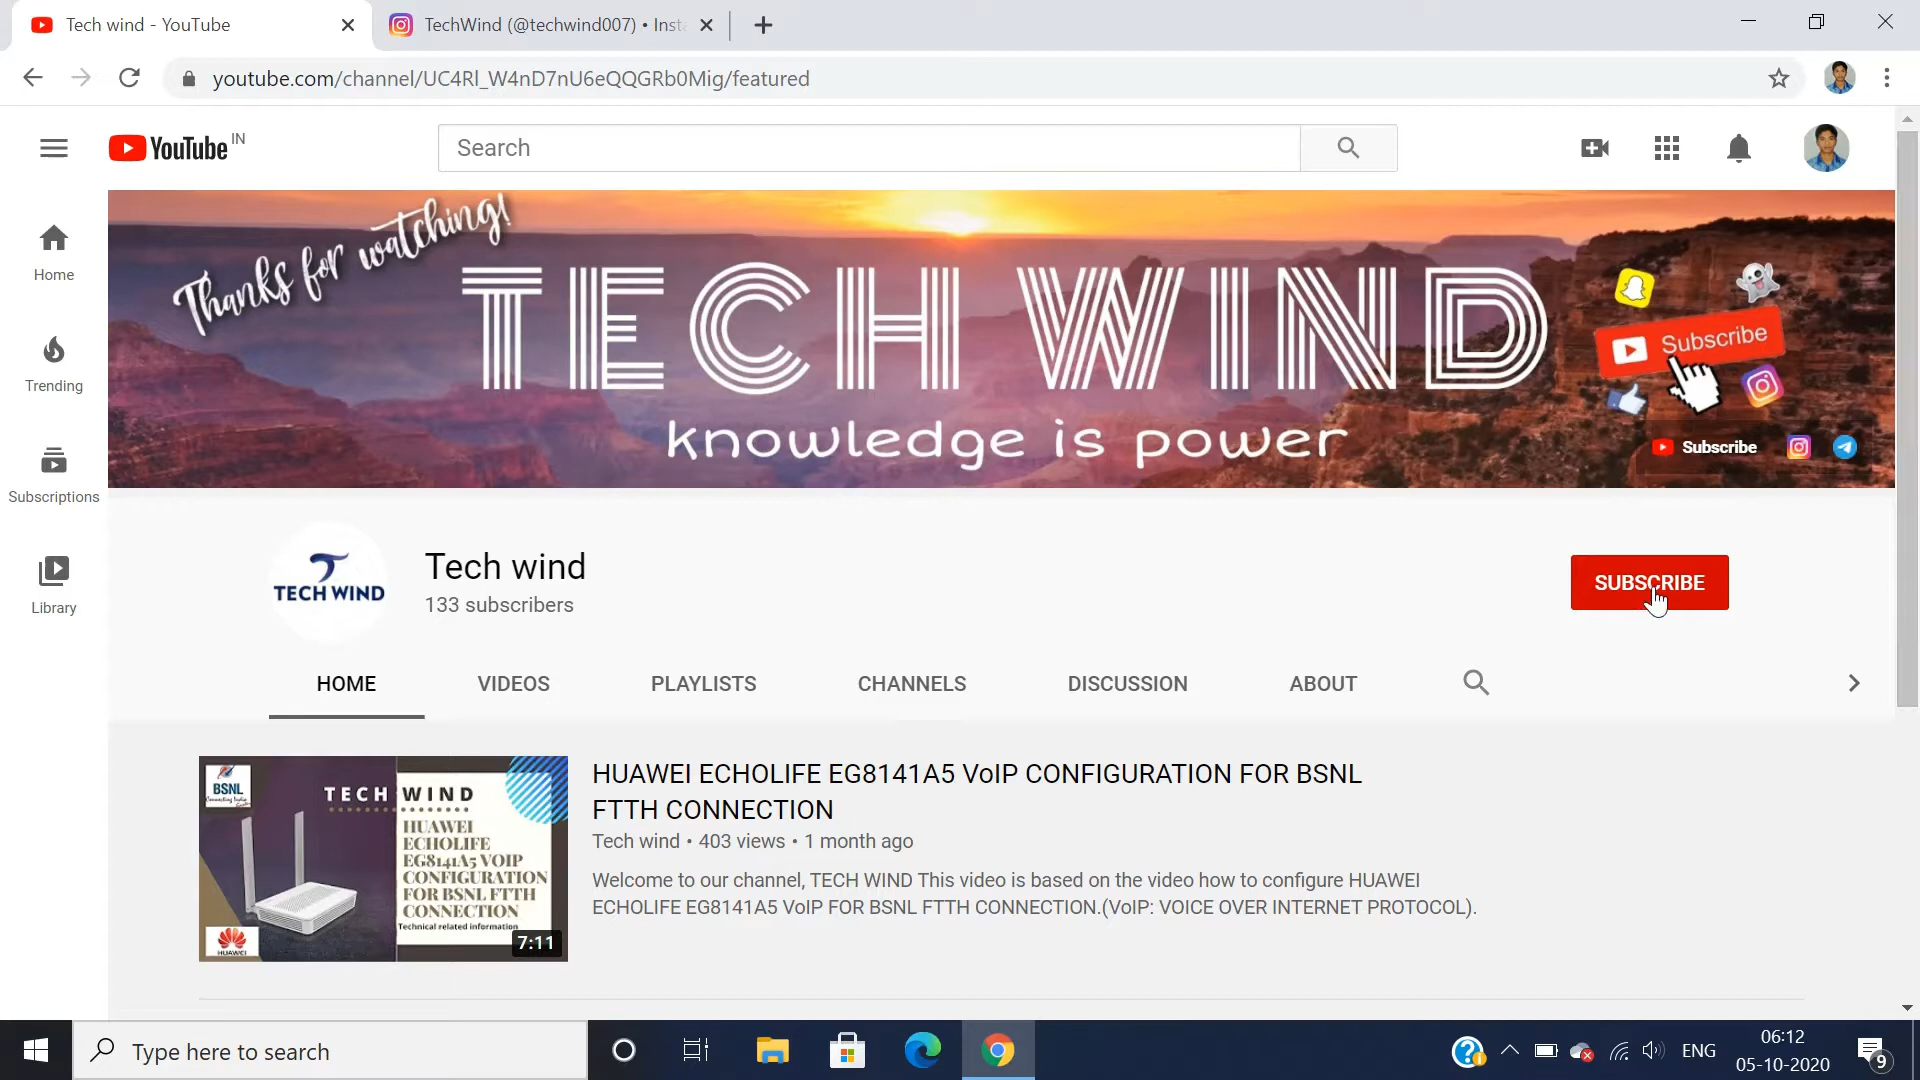 Tech wind - YouTube
TechWind (@techwind007) • Inst
youtube.com/channel/UC4Rl_W4nD7nU6eQQGRb0Mig/featured
YouTube IN
Search
Home
Trending
Subscriptions
Library
Thanks for watching!
TECH WIND
knowledge is power
Subscribe
Subscribe
TECH WIND
Tech wind
133 subscribers
SUBSCRIBE
HOME
VIDEOS
PLAYLISTS
CHANNELS
DISCUSSION
ABOUT
BSNL
Connecting India
TECH WIND
HUAWEI
ECHOLIFE
EG8141A5 VOIP
CONFIGURATION
FOR BSNL FTTH
CONNECTION
Technical related information
HUAWEI
7:11
HUAWEI ECHOLIFE EG8141A5 VoIP CONFIGURATION FOR BSNL
FTTH CONNECTION
Tech wind • 403 views • 1 month ago
Welcome to our channel, TECH WIND This video is based on the video how to configure HUAWEI
ECHOLIFE EG8141A5 VoIP FOR BSNL FTTH CONNECTION.(VoIP: VOICE OVER INTERNET PROTOCOL).
Type here to search
ENG
06:12
05-10-2020
9